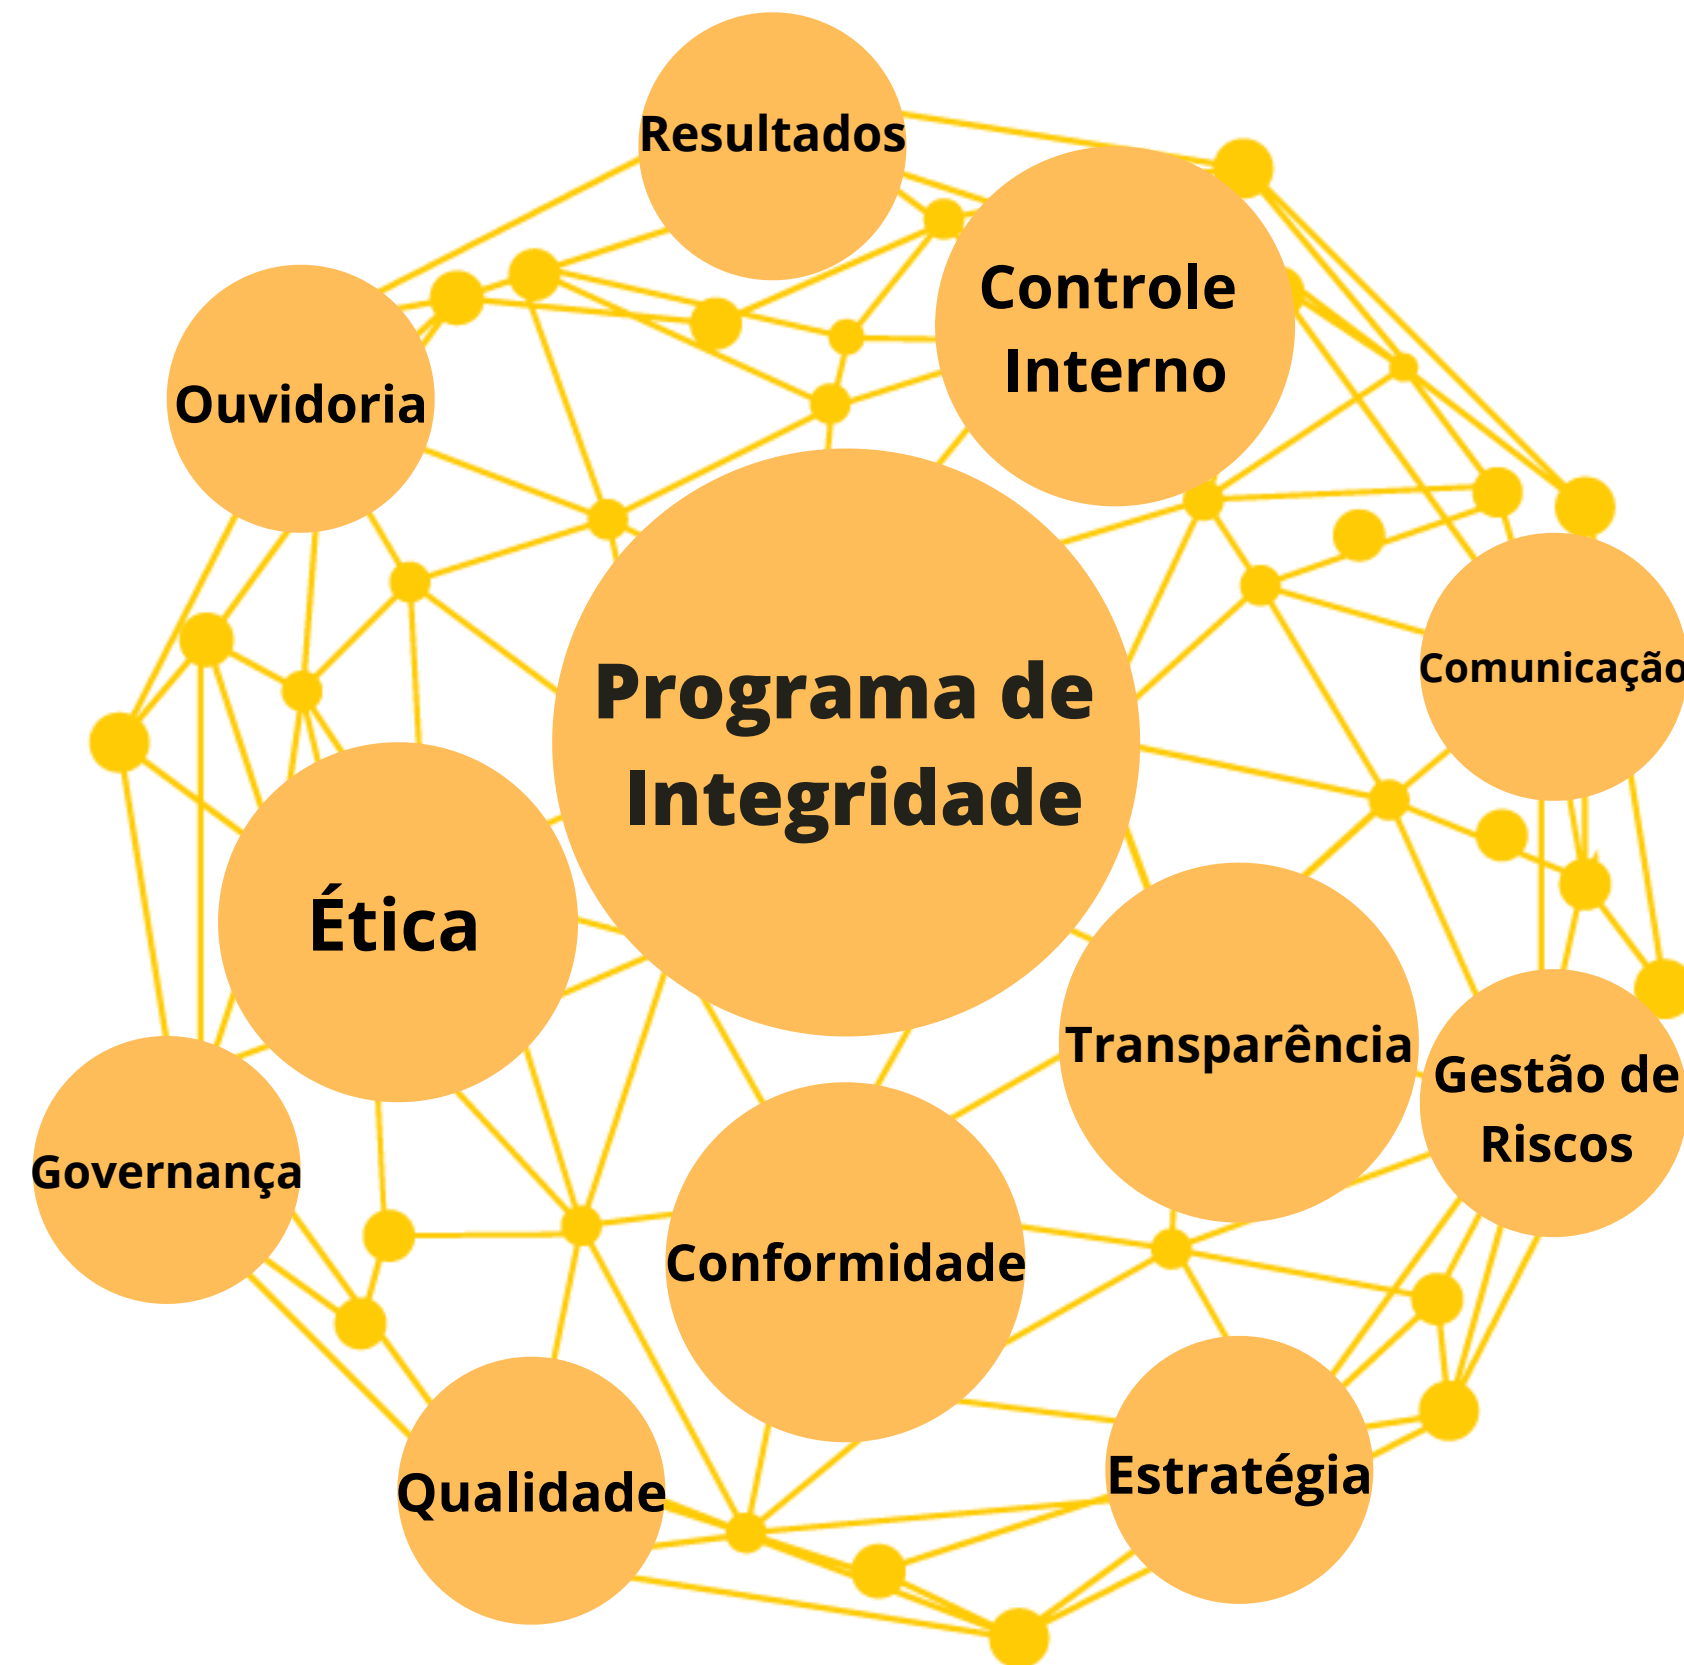 Resultados
Controle
Interno
Ouvidoria
Comunicação
Programa de
Integridade
Ética
Transparência
Gestão de
Riscos
Governança
Conformidade
Qualidade
Estratégia